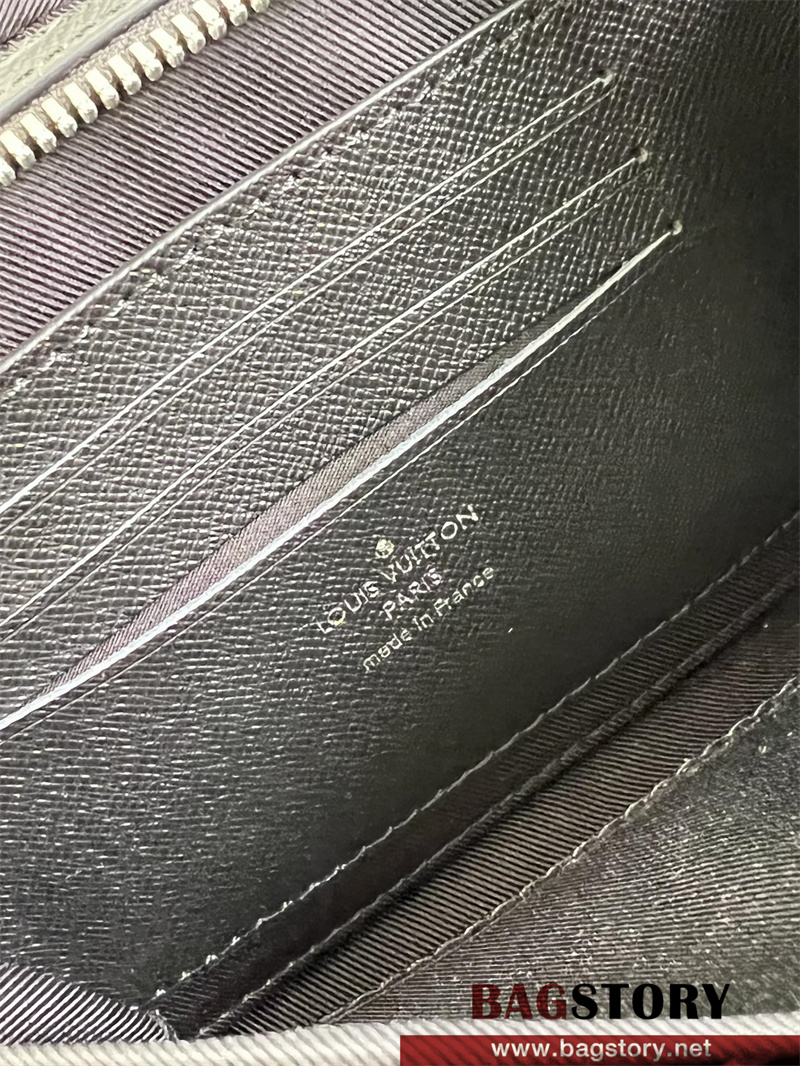 LOUIS VUITTON
PARIS
made in France
BAGSTORY
www.bagstory.net